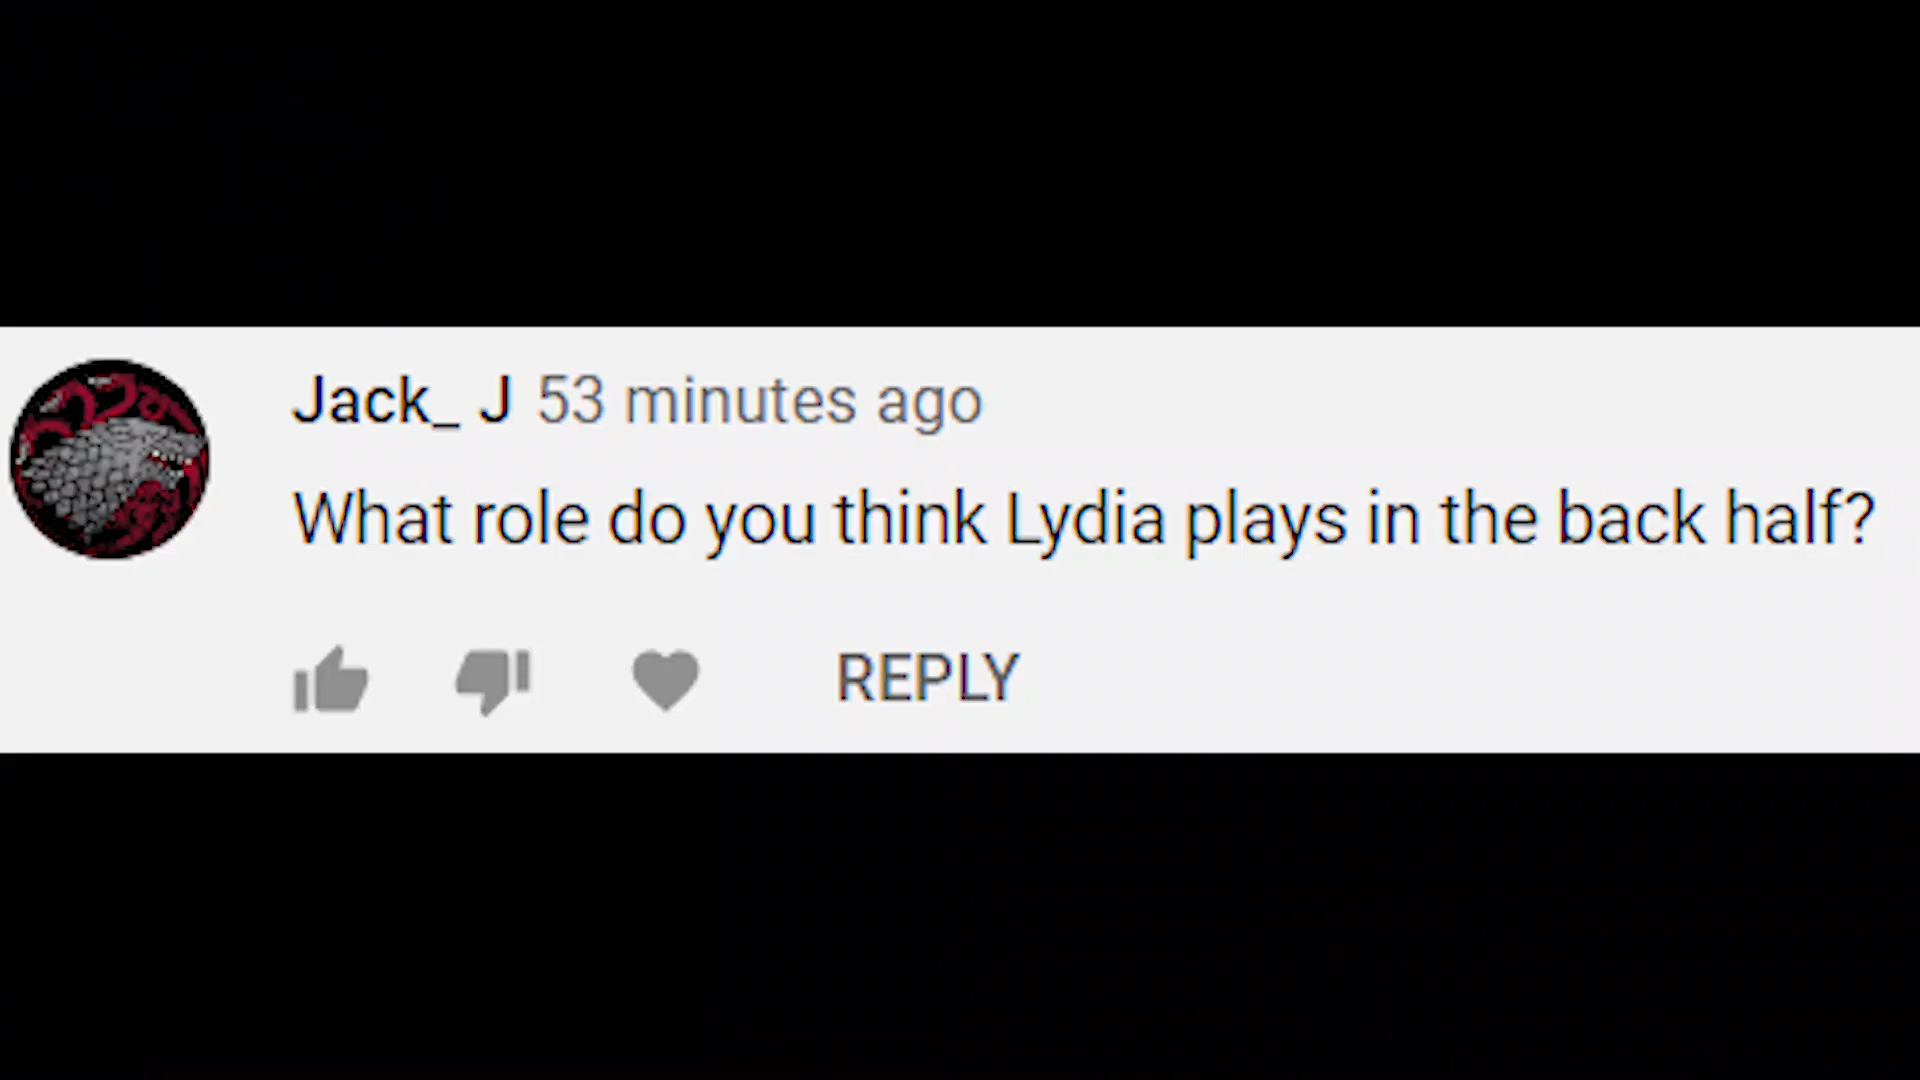 Jack_ J 53 minutes ago
What role do you think Lydia plays in the back half?
REPLY